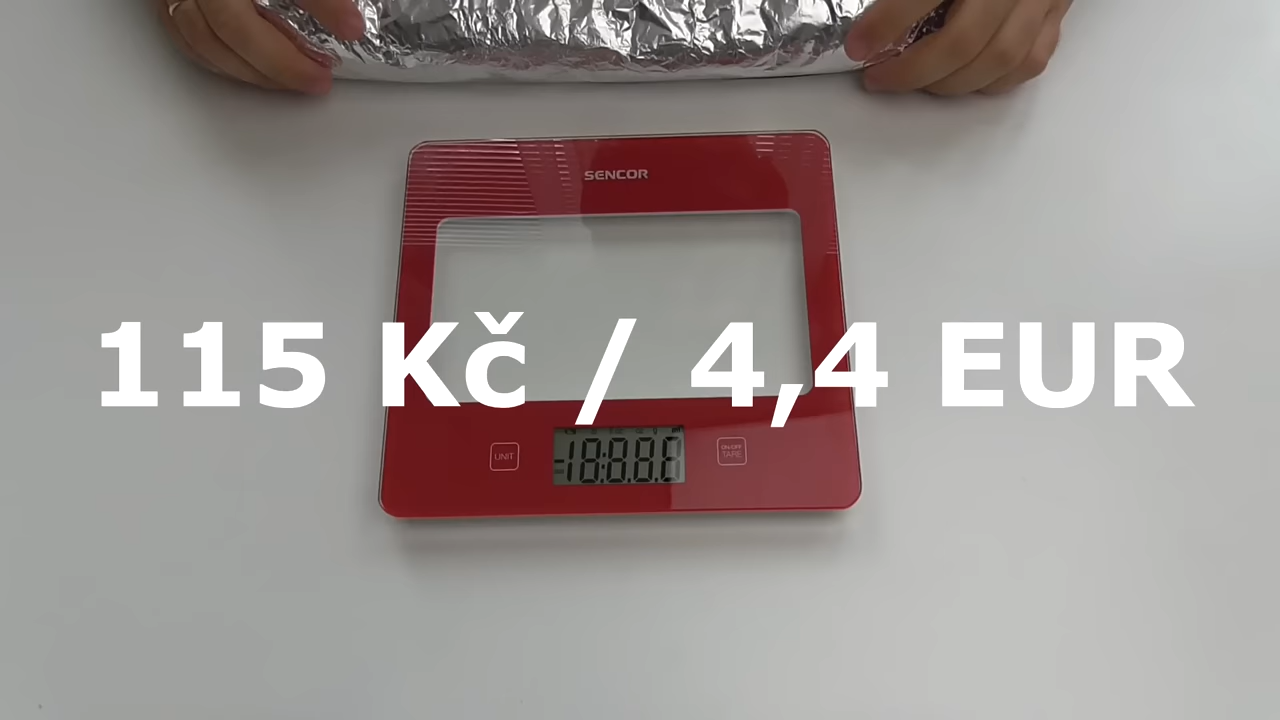 SENCOR
115 Kč / 4,4 EUR
UNIT
18:8.8.8
ON/OFF
TARE